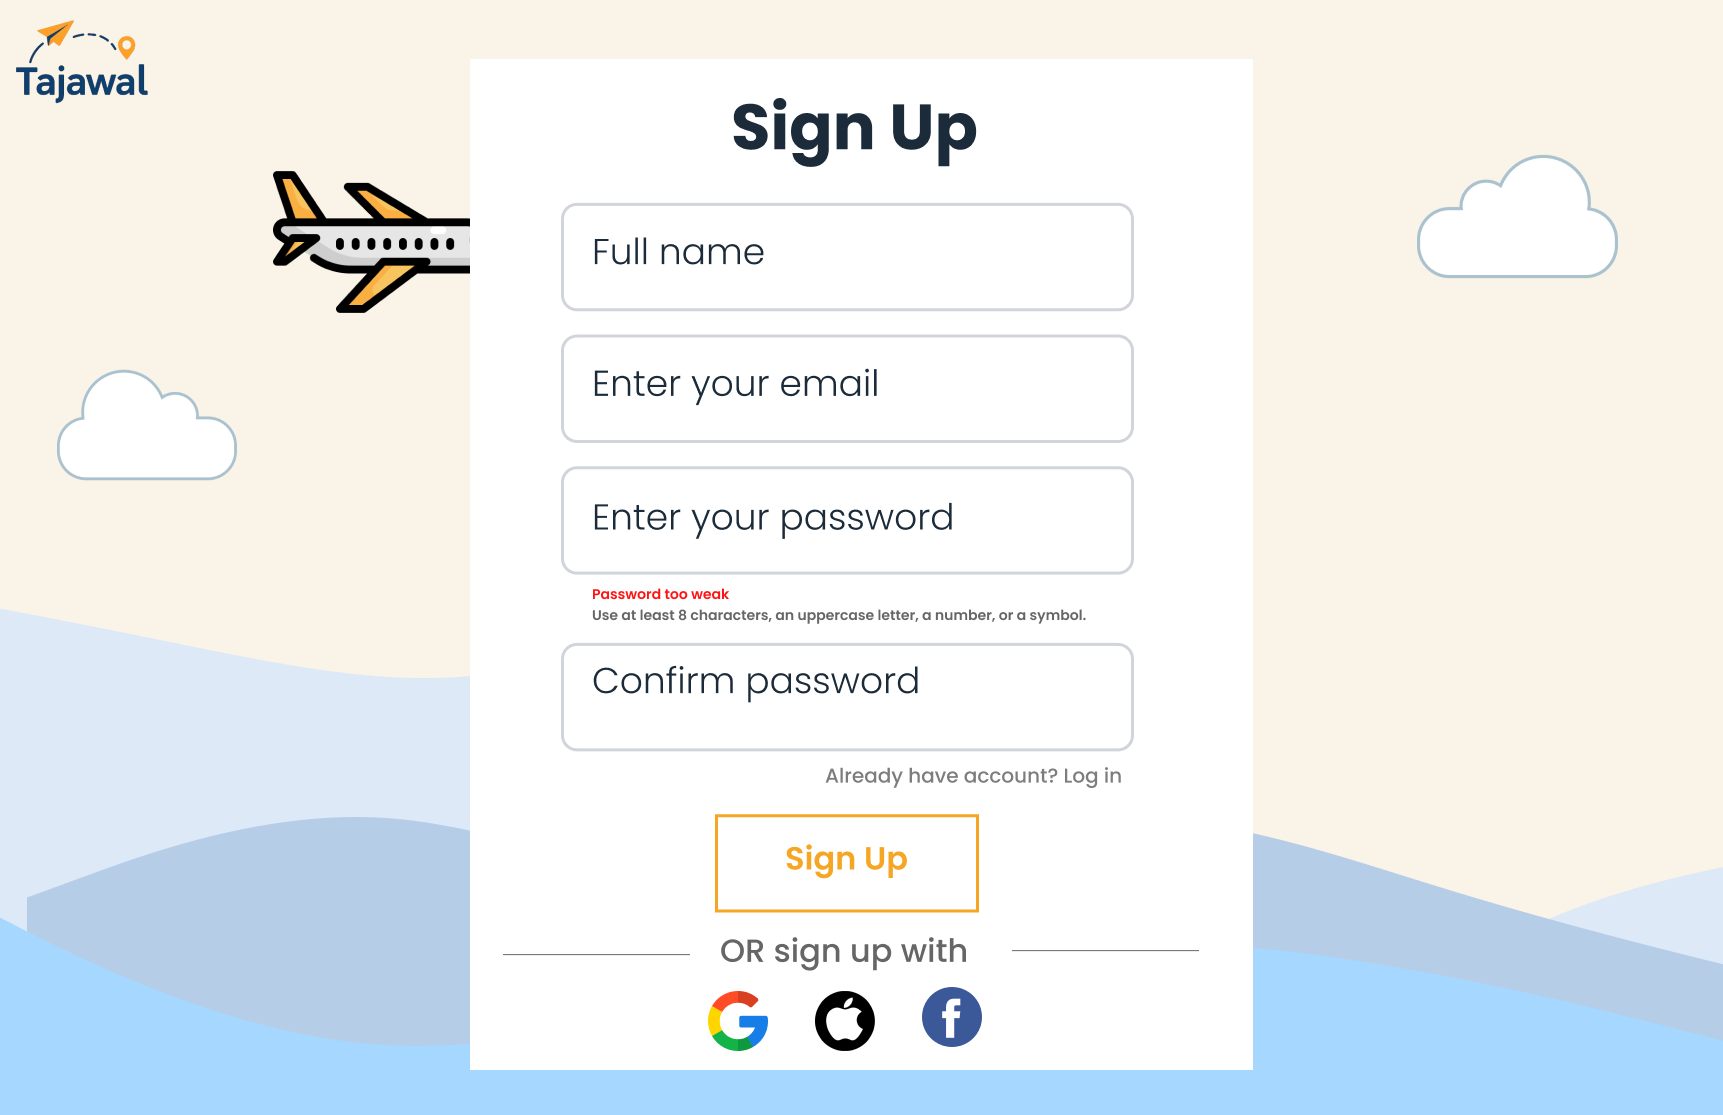 Tajawal
Sign Up
Full name
Enter your email
Enter your password
Password too weak
Use at least 8 characters, an uppercase letter, a number, or a symbol.
Confirm password
Already have account? Log in
Sign Up
OR sign up with